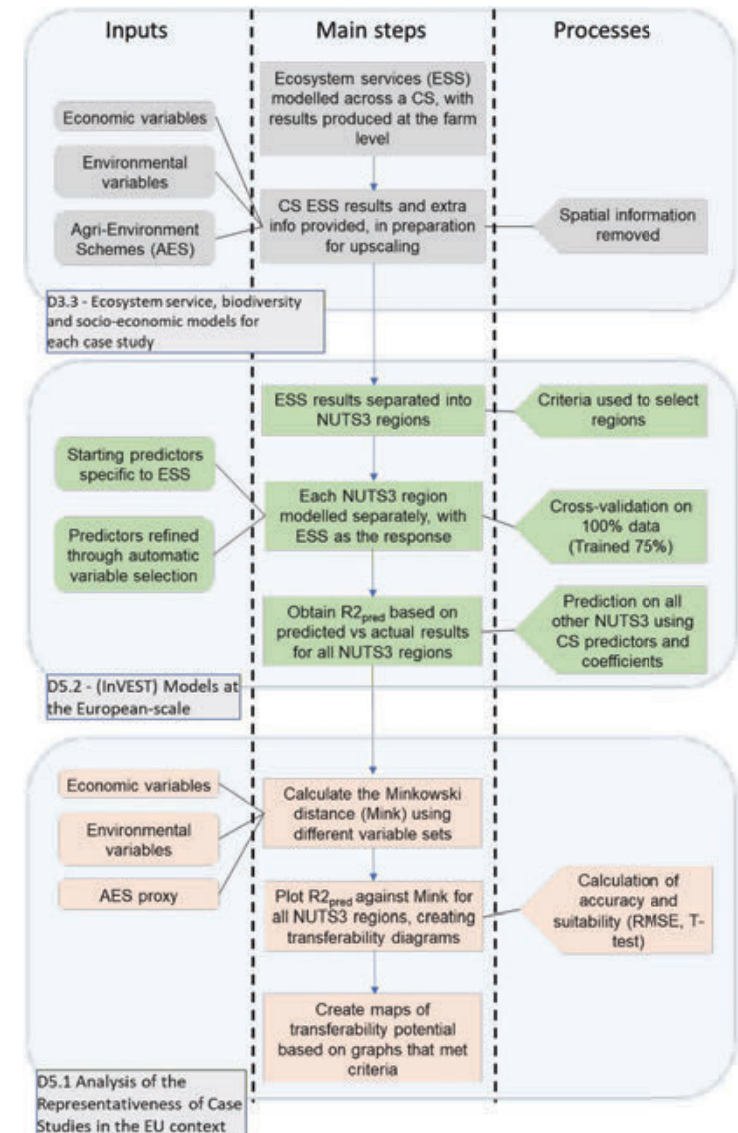 Inputs
Main steps
Processes
Ecosystem services (ESS)
modelled across a CS, with
results produced at the farm
level
Economic variables
Environmental
variables
Agri-Environment
Schemes (AES)
CS ESS results and extra
info provided, in preparation
for upscaling
Spatial information
removed
D3.3 - Ecosystem service, biodiversity
and socio-economic models for
each case study
ESS results separated into
NUTS3 regions
Criteria used to select
regions
Starting predictors
specific to ESS
Predictors refined
through automatic
variable selection
Each NUTS3 region
modelled separately, with
ESS as the response
Cross-validation on
100% data
(Trained 75%)
Obtain R2pred based on
predicted vs actual results
for all NUTS3 regions
Prediction on all
other NUTS3 using
CS predictors and
coefficients
D5.2 - (InVEST) Models at
the European-scale
Economic variables
Environmental
variables
AES proxy
Calculate the Minkowski
distance (Mink) using
different variable sets
Plot R2pred against Mink for
all NUTS3 regions, creating
transferability diagrams
Calculation of
accuracy and
suitability (RMSE, T-
test)
Create maps of
transferability potential
based on graphs that met
criteria
D5.1 Analysis of the
Representativeness of Case
Studies in the EU context